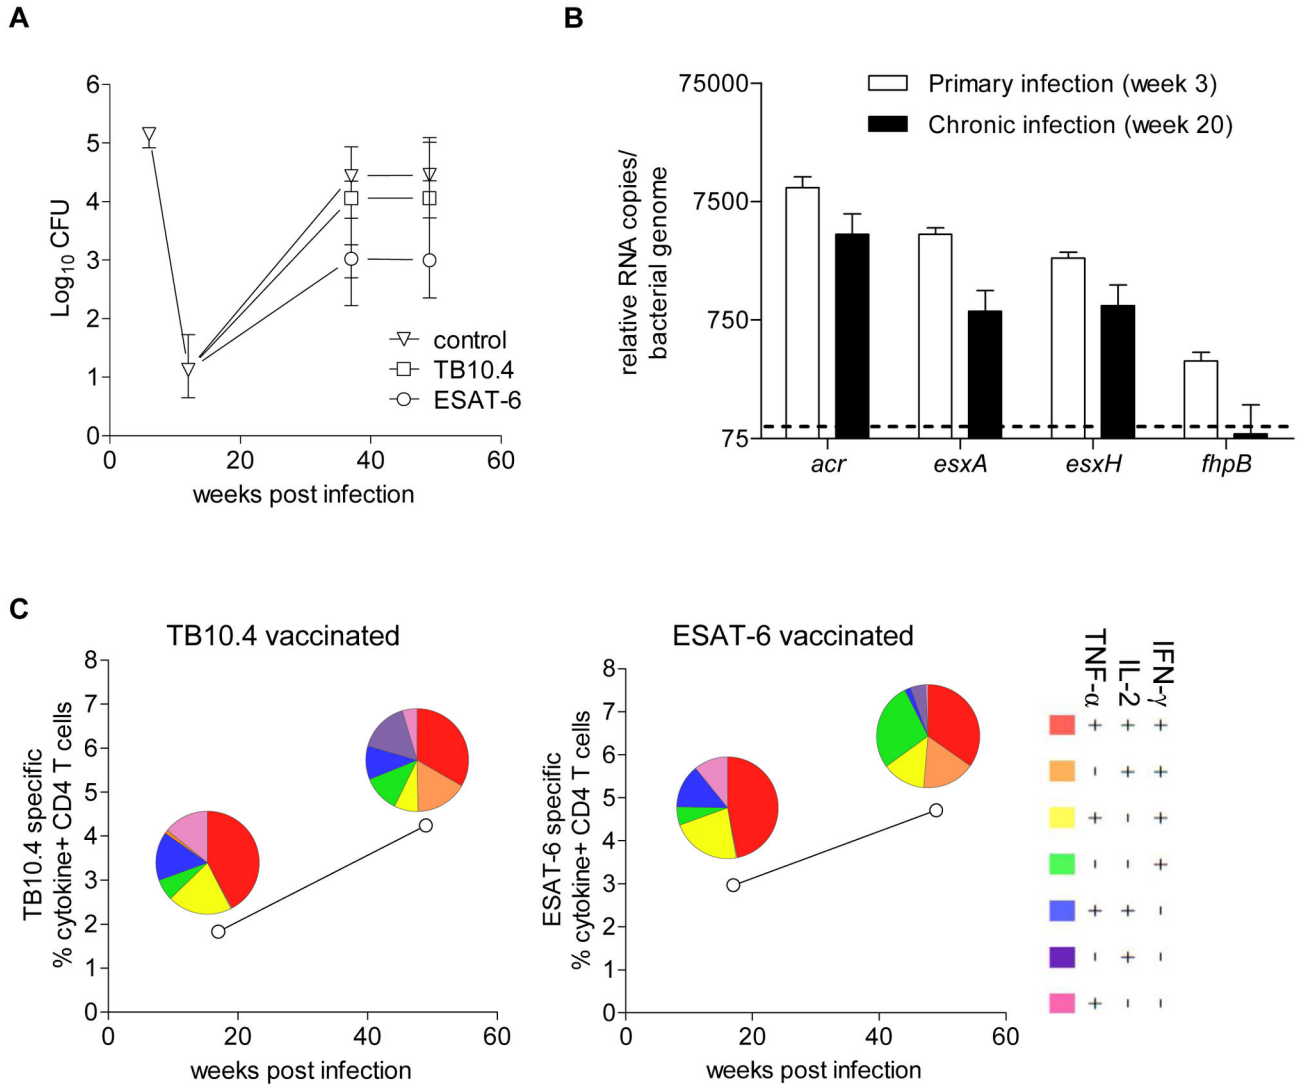 A
6
5
4
3
2
1
0
Log10 CFU
0 20 40 60
weeks post infection
control
TB10.4
ESAT-6
B
75000
7500
750
75
relative RNA copies/
bacterial genome
Primary infection (week 3)
Chronic infection (week 20)
acr esxA esxH fhpB
C
TB10.4 vaccinated
8
7
6
5
4
3
2
1
0
TB10.4 specific
% cytokine+ CD4 T cells
0 20 40 60
weeks post infection
ESAT-6 vaccinated
8
7
6
5
4
3
2
1
0
ESAT-6 specific
% cytokine+ CD4 T cells
0 20 40 60
weeks post infection
TNF-α IL-2 IFN-γ
+ + +
- + +
+ - +
- - +
+ + -
- + -
+ - -